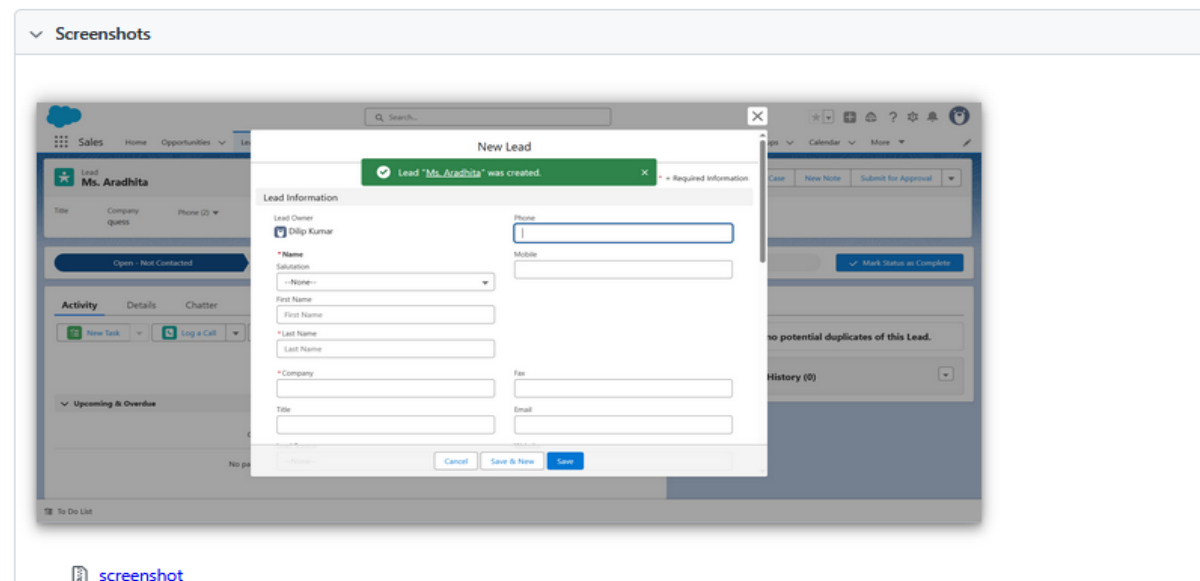 Screenshots
Search...
Sales Home Opportunities Calendar More
New Lead
Lead
Ms. Aradhita
Lead "Ms. Aradhita" was created.
* = Required Information
Case New Note Submit for Approval
Title Company Phone (2)
quess
Lead Information
Lead Owner
Dilip Kumar
Phone
Open - Not Contacted
Mark Status as Complete
* Name
Salutation
--None--
Mobile
First Name
First Name
* Last Name
Last Name
Activity Details Chatter
New Task Log a Call
no potential duplicates of this Lead.
* Company
Fax
History (0)
Title
Email
Upcoming & Overdue
--None--
Cancel Save & New Save
No pa
To Do List
screenshot